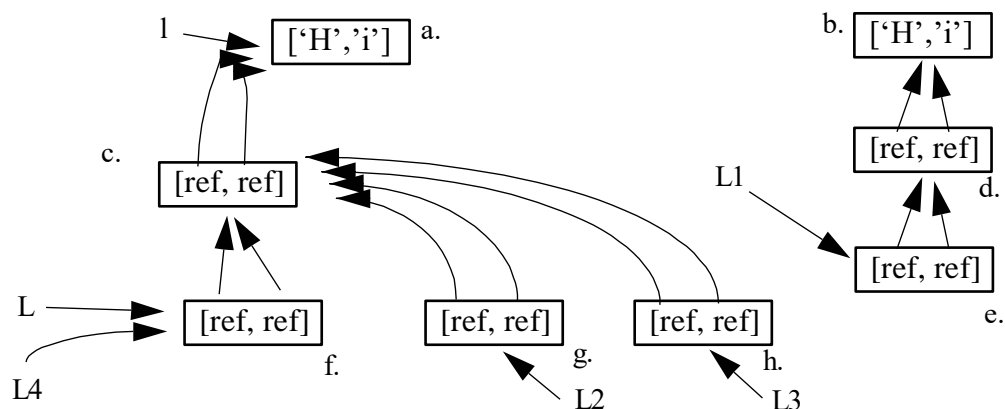 l
[‘H’,’i’] a.
b. [‘H’,’i’]
c.
[ref, ref]
[ref, ref]
d.
L1
[ref, ref]
e.
L
[ref, ref]
f.
[ref, ref]
g.
[ref, ref]
h.
L4
L2
L3